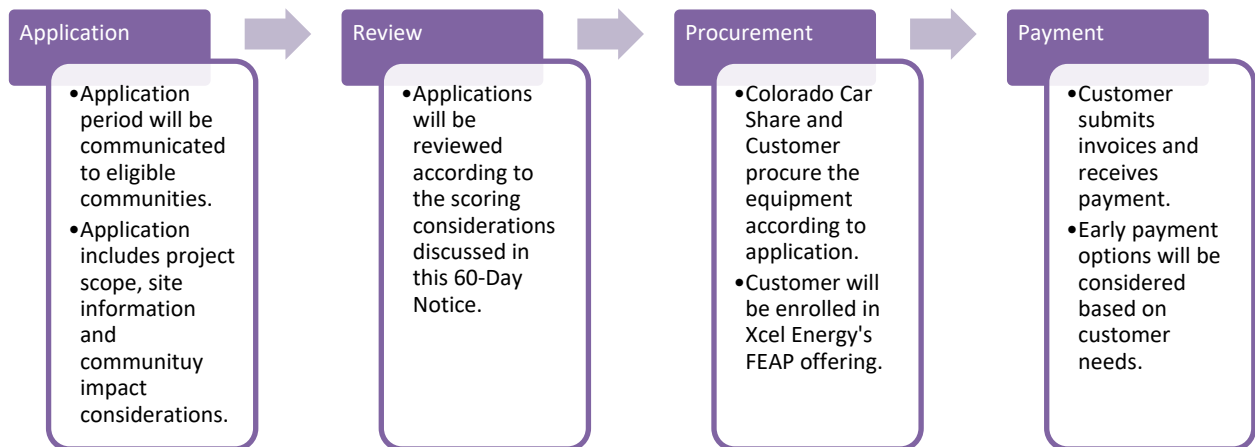 Application
•Application
period will be
communicated
to eligible
communities.
•Application
includes project
scope, site
information
and
communituy
impact
considerations.
Review
•Applications
will be
reviewed
according to
the scoring
considerations
discussed in
this 60-Day
Notice.
Procurement
•Colorado Car
Share and
Customer
procure the
equipment
according to
application.
•Customer will
be enrolled in
Xcel Energy's
FEAP offering.
Payment
•Customer
submits
invoices and
receives
payment.
•Early payment
options will be
considered
based on
customer
needs.